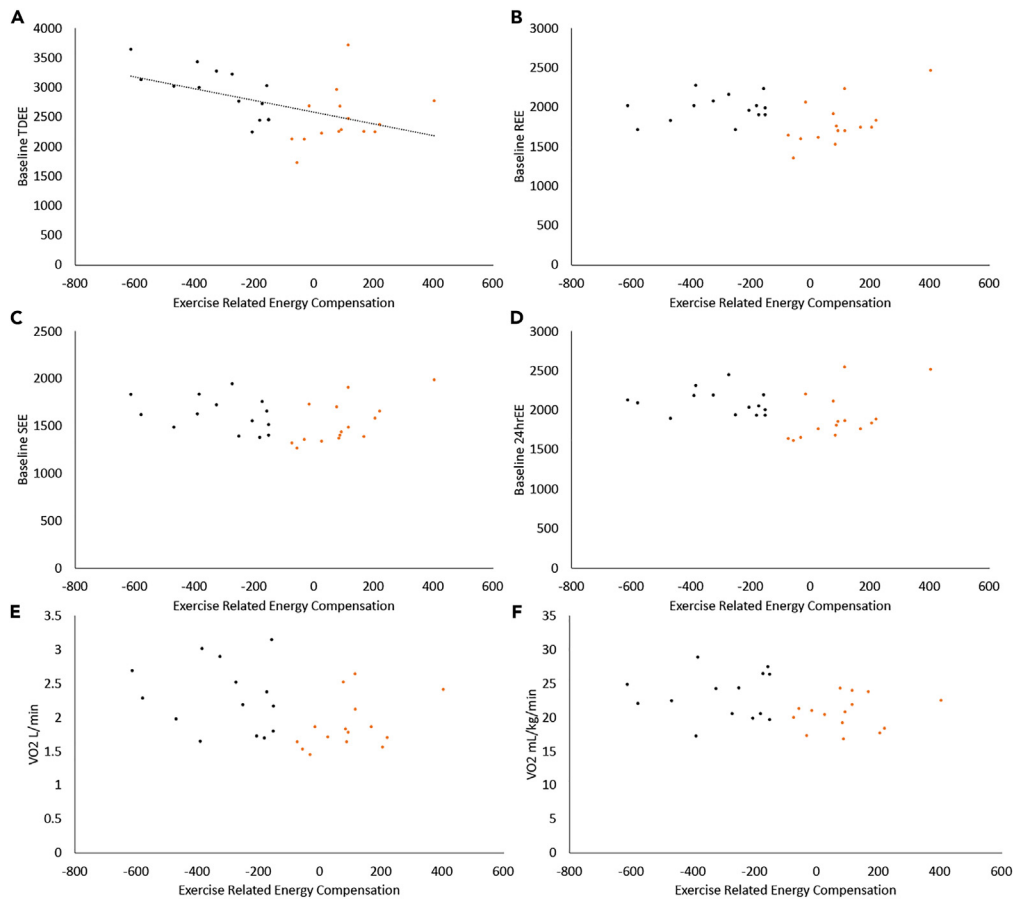 A
4000
3500
3000
2500
2000
1500
1000
500
0
Baseline TDEE
-800 -600 -400 -200 0 200 400 600
Exercise Related Energy Compensation
B
3000
2500
2000
1500
1000
500
0
Baseline REE
-800 -600 -400 -200 0 200 400 600
Exercise Related Energy Compensation
C
2500
2000
1500
1000
500
0
Baseline SEE
-800 -600 -400 -200 0 200 400 600
Exercise Related Energy Compensation
D
3000
2500
2000
1500
1000
500
0
Baseline 24hrEE
-800 -600 -400 -200 0 200 400 600
Exercise Related Energy Compensation
E
3.5
3
2.5
2
1.5
1
0.5
0
VO2 L/min
-800 -600 -400 -200 0 200 400 600
Exercise Related Energy Compensation
F
35
30
25
20
15
10
5
0
VO2 mL/kg/min
-800 -600 -400 -200 0 200 400 600
Exercise Related Energy Compensation